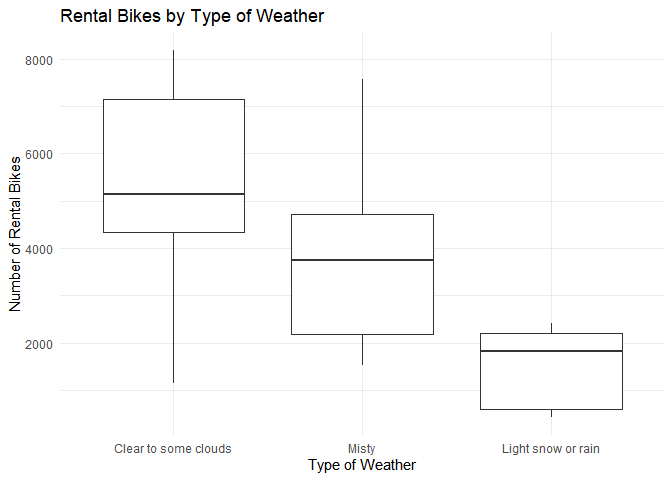 Rental Bikes by Type of Weather
Number of Rental Bikes
8000
6000
4000
2000
Clear to some clouds
Misty
Light snow or rain
Type of Weather